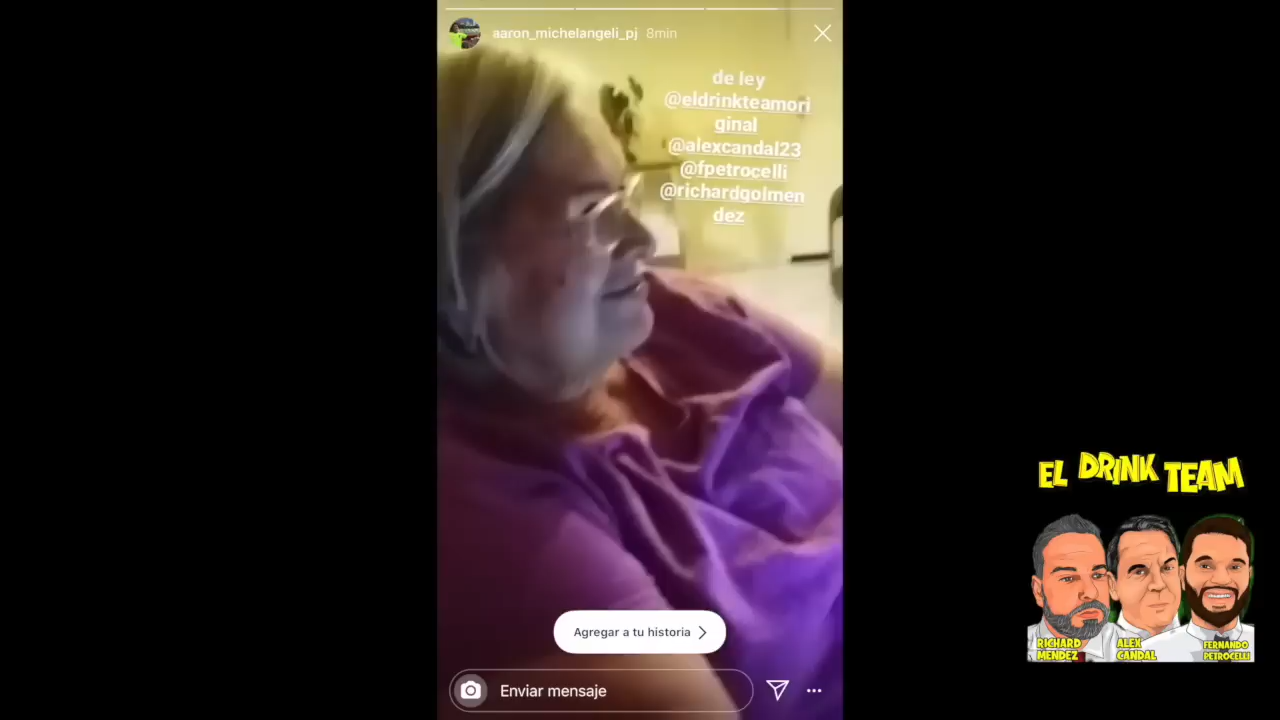 aaron_michelangeli_pj 8min
de ley
@eldrinkteamori
ginal
@alexcandal23
@fpetrocelli
@richardgolmen
dez
EL DRINK TEAM
RICHARD
MENDEZ
ALEX
CANDAL
FERNANDO
PETROCELLI
Agregar a tu historia
Enviar mensaje